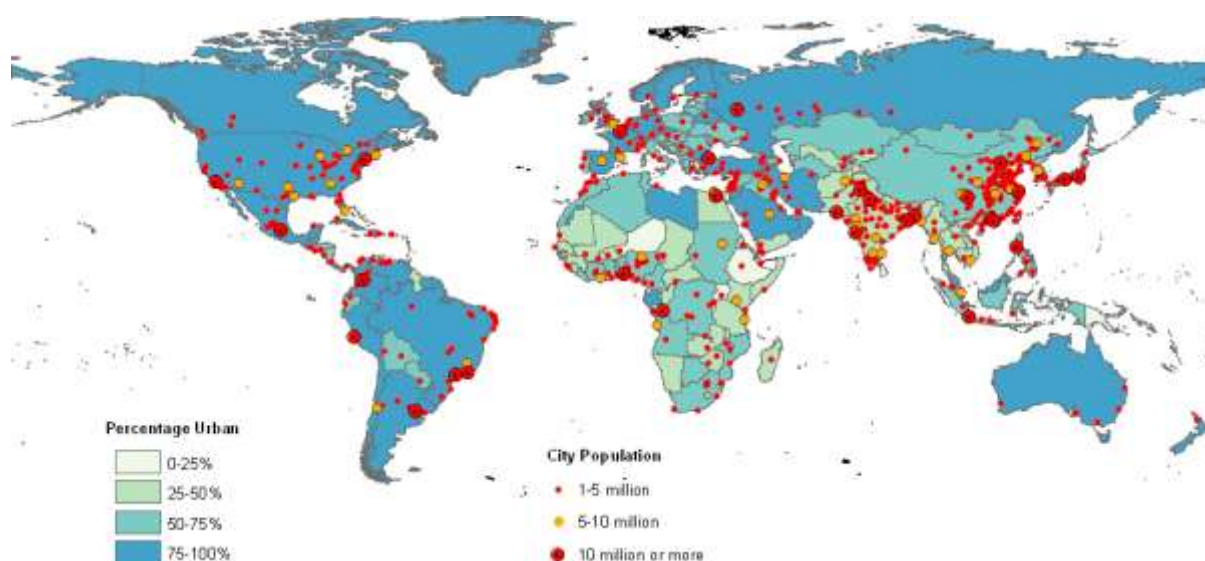 Percentage Urban
0-25%
25-50%
50-75%
75-100%
City Population
1-5 million
5-10 million
10 million or more